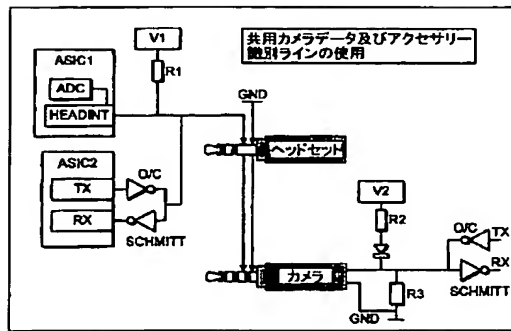 V1
共用カメラデータ及びアクセサリー
識別ラインの使用
ASIC1
ADC
HEADINT
R1
GND
ヘッドセット
ASIC2
TX
RX
O/C
SCHMITT
V2
R2
O/C
TX
RX
SCHMITT
カメラ
GND
R3